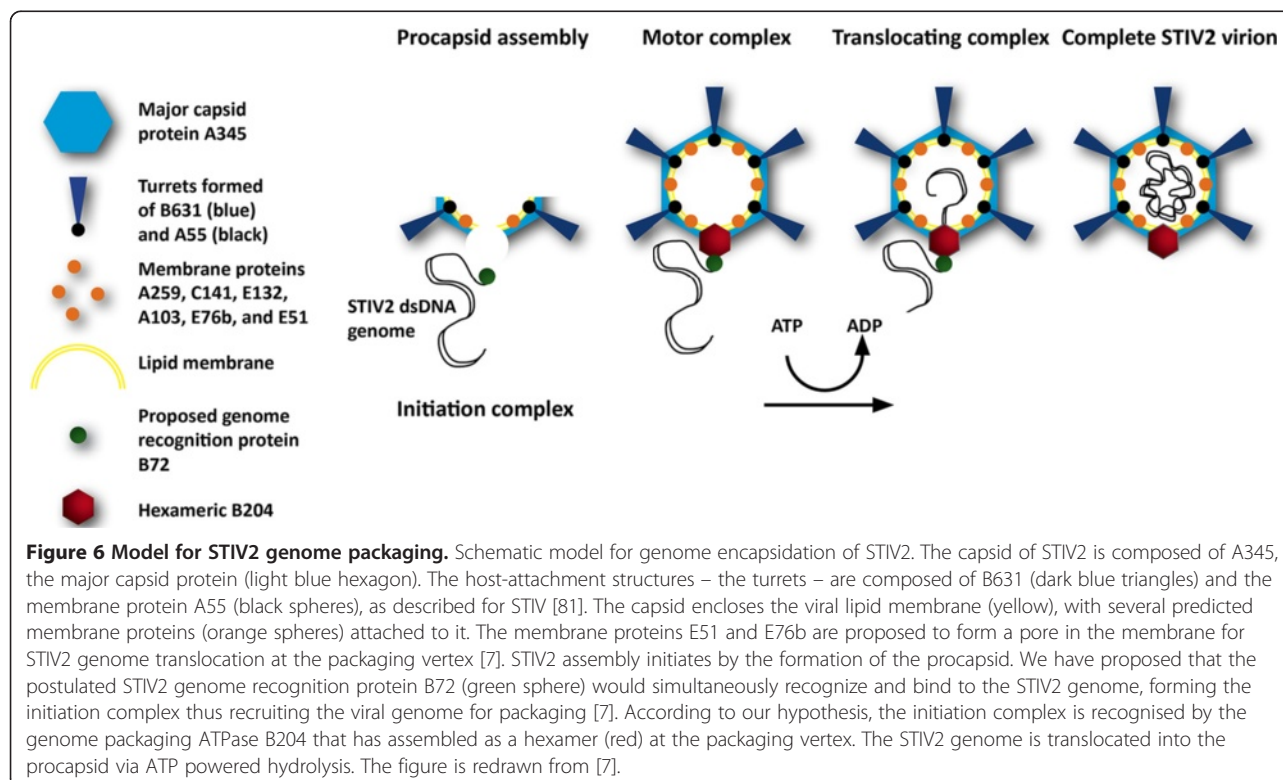 Procapsid assembly
Motor complex
Translocating complex
Complete STIV2 virion
Major capsid
protein A345
Turrets formed
of B631 (blue)
and A55 (black)
Membrane proteins
A259, C141, E132,
A103, E76b, and E51
Lipid membrane
Proposed genome
recognition protein
B72
Hexameric B204
STIV2 dsDNA
genome
Initiation complex
ATP
ADP
Figure 6 Model for STIV2 genome packaging. Schematic model for genome encapsidation of STIV2. The capsid of STIV2 is composed of A345,
the major capsid protein (light blue hexagon). The host-attachment structures – the turrets – are composed of B631 (dark blue triangles) and the
membrane protein A55 (black spheres), as described for STIV [81]. The capsid encloses the viral lipid membrane (yellow), with several predicted
membrane proteins (orange spheres) attached to it. The membrane proteins E51 and E76b are proposed to form a pore in the membrane for
STIV2 genome translocation at the packaging vertex [7]. STIV2 assembly initiates by the formation of the procapsid. We have proposed that the
postulated STIV2 genome recognition protein B72 (green sphere) would simultaneously recognize and bind to the STIV2 genome, forming the
initiation complex thus recruiting the viral genome for packaging [7]. According to our hypothesis, the initiation complex is recognised by the
genome packaging ATPase B204 that has assembled as a hexamer (red) at the packaging vertex. The STIV2 genome is translocated into the
procapsid via ATP powered hydrolysis. The figure is redrawn from [7].